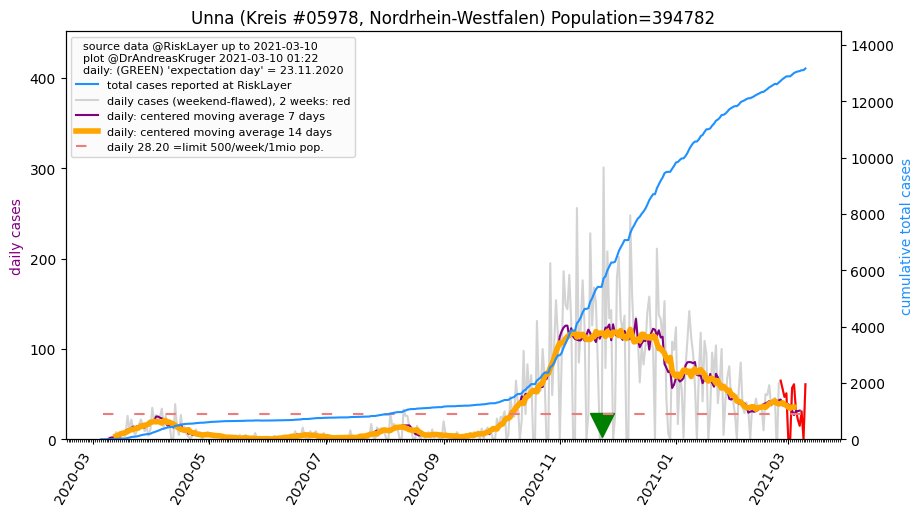 Unna (Kreis #05978, Nordrhein-Westfalen) Population=394782
source data @RiskLayer up to 2021-03-10
plot @DrAndreasKruger 2021-03-10 01:22
daily: (GREEN) 'expectation day' = 23.11.2020
total cases reported at RiskLayer
daily cases (weekend-flawed), 2 weeks: red
daily: centered moving average 7 days
daily: centered moving average 14 days
daily 28.20 =limit 500/week/1mio pop.
daily cases
400
300
200
100
0
cumulative total cases
14000
12000
10000
8000
6000
4000
2000
0
2020-03
2020-05
2020-07
2020-09
2020-11
2021-01
2021-03